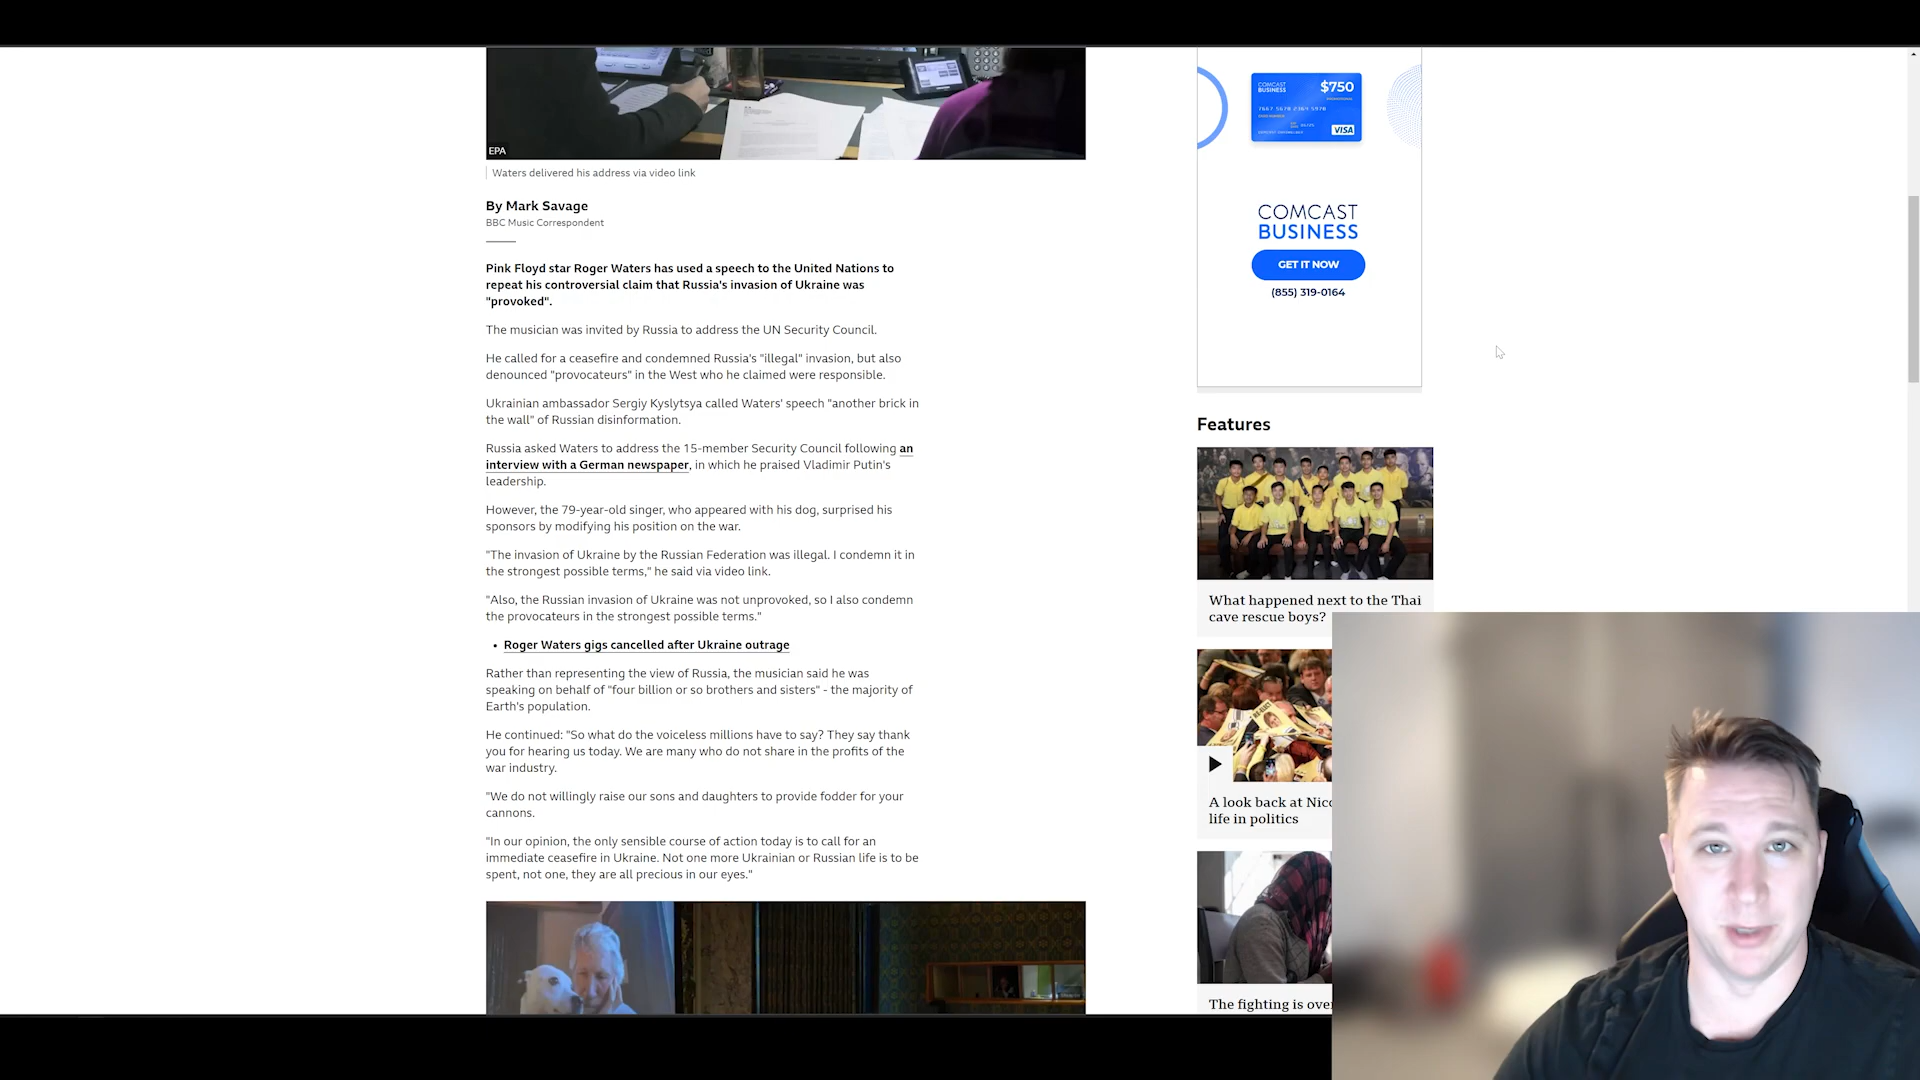 EPA
Waters delivered his address via video link
By Mark Savage
BBC Music Correspondent
Pink Floyd star Roger Waters has used a speech to the United Nations to
repeat his controversial claim that Russia's invasion of Ukraine was
"provoked".
The musician was invited by Russia to address the UN Security Council.
He called for a ceasefire and condemned Russia's "illegal" invasion, but also
denounced "provocateurs" in the West who he claimed were responsible.
Ukrainian ambassador Sergiy Kyslytsya called Waters' speech "another brick in
the wall" of Russian disinformation.
Russia asked Waters to address the 15-member Security Council following an
interview with a German newspaper, in which he praised Vladimir Putin's
leadership.
However, the 79-year-old singer, who appeared with his dog, surprised his
sponsors by modifying his position on the war.
"The invasion of Ukraine by the Russian Federation was illegal. I condemn it in
the strongest possible terms," he said via video link.
"Also, the Russian invasion of Ukraine was not unprovoked, so I also condemn
the provocateurs in the strongest possible terms."
• Roger Waters gigs cancelled after Ukraine outrage
Rather than representing the view of Russia, the musician said he was
speaking on behalf of "four billion or so brothers and sisters" - the majority of
Earth's population.
He continued: "So what do the voiceless millions have to say? They say thank
you for hearing us today. We are many who do not share in the profits of the
war industry.
"We do not willingly raise our sons and daughters to provide fodder for your
cannons.
"In our opinion, the only sensible course of action today is to call for an
immediate ceasefire in Ukraine. Not one more Ukrainian or Russian life is to be
spent, not one, they are all precious in our eyes."
COMCAST
BUSINESS
$750
VISA
COMCAST
BUSINESS
GET IT NOW
(855) 319-0164
Features
What happened next to the Thai
cave rescue boys?
A look back at Nico
life in politics
The fighting is over